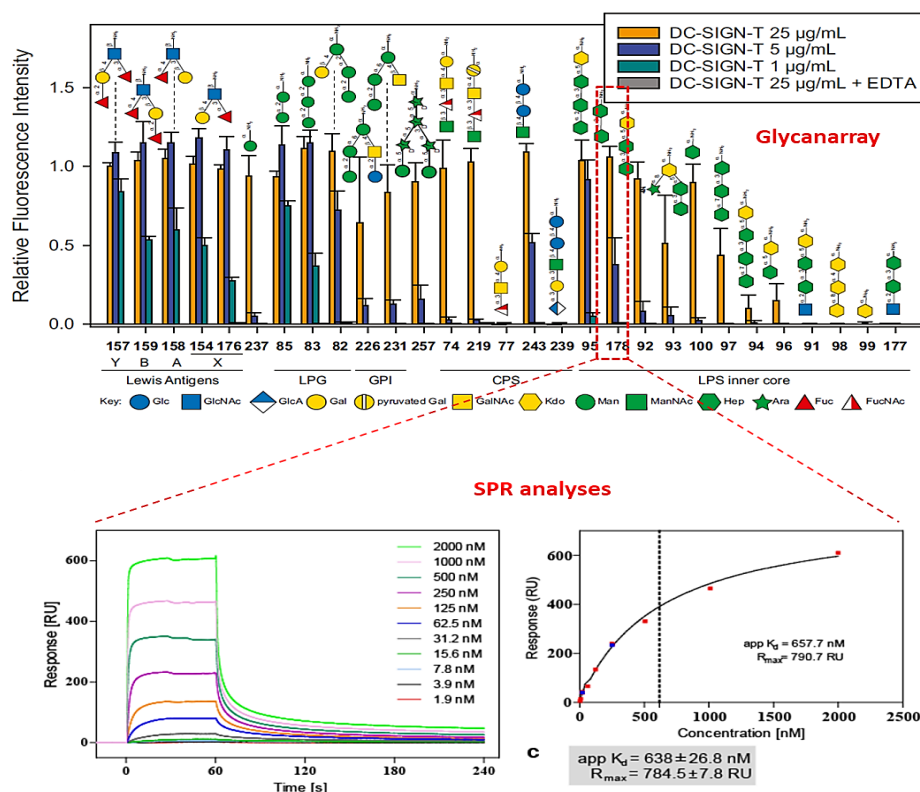 DC-SIGN-T 25 µg/mL
DC-SIGN-T 5 µg/mL
DC-SIGN-T 1 µg/mL
DC-SIGN-T 25 µg/mL + EDTA
Glycanarray
Relative Fluorescence Intensity
1.5
1.0
0.5
0.0
157 159 158 154 176 237 85 83 82 226 231 257 74 219 77 243 239 95 178 92 93 100 97 94 96 91 98 99 177
Y B A X
Lewis Antigens LPG GPI CPS LPS inner core
Key: Glc GlcNAc GlcA Gal pyruvated Gal GalNAc Kdo Man ManNAc Hep Ara Fuc FucNAc
SPR analyses
Response [RU]
600
400
200
0
0 60 120 180 240
Time [s]
2000 nM
1000 nM
500 nM
250 nM
125 nM
62.5 nM
31.2 nM
15.6 nM
7.8 nM
3.9 nM
1.9 nM
Response (RU)
600
400
200
0
0 500 1000 1500 2000 2500
Concentration [nM]
app Kd = 657.7 nM
Rmax = 790.7 RU
C
app Kd = 638±26.8 nM
Rmax = 784.5±7.8 RU